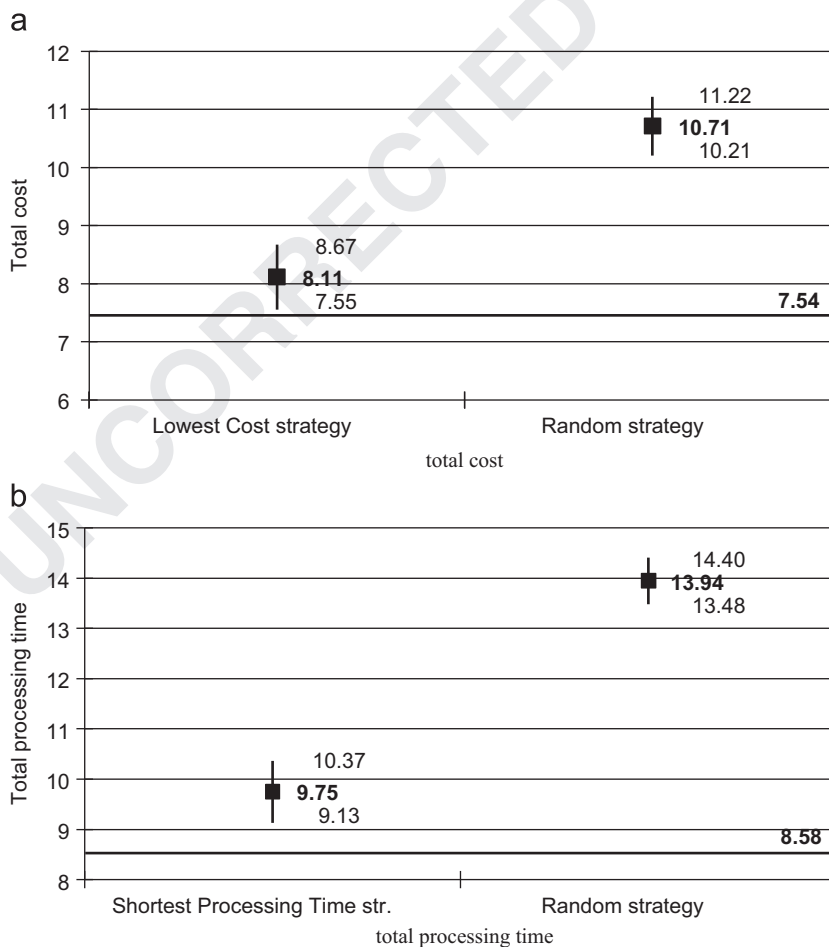 a
12
11
10
9
8
7
6
Total cost
11.22
10.71
10.21
8.67
8.11
7.55
7.54
Lowest Cost strategy
Random strategy
total cost
b
15
14
13
12
11
10
9
8
Total processing time
14.40
13.94
13.48
10.37
9.75
9.13
8.58
Shortest Processing Time str.
Random strategy
total processing time
UNCORRECTED